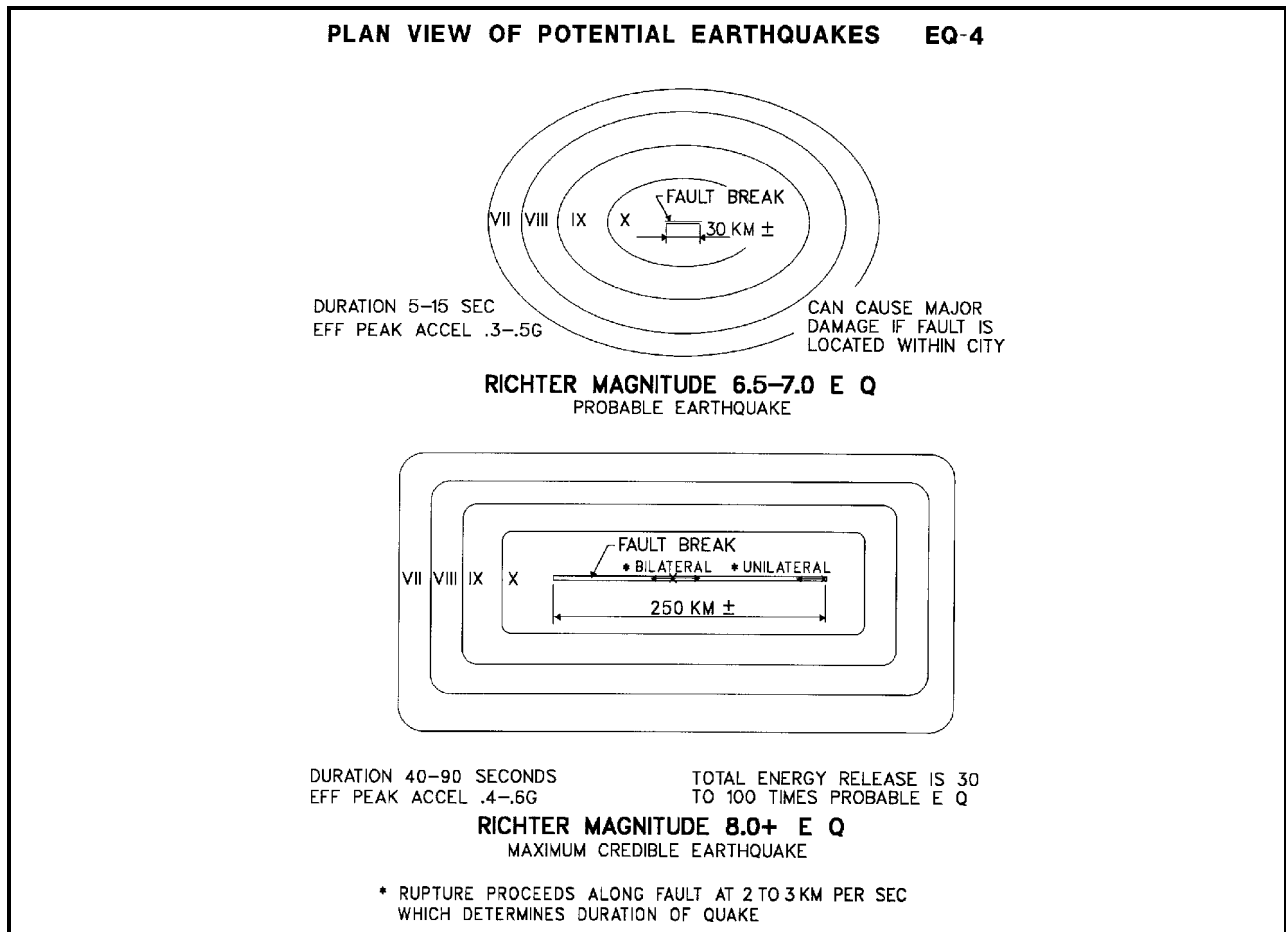 PLAN VIEW OF POTENTIAL EARTHQUAKES EQ-4
FAULT BREAK
VII VIII IX X
30 KM ±
DURATION 5-15 SEC
EFF PEAK ACCEL .3-.5G
CAN CAUSE MAJOR
DAMAGE IF FAULT IS
LOCATED WITHIN CITY
RICHTER MAGNITUDE 6.5-7.0 E Q
PROBABLE EARTHQUAKE
FAULT BREAK
* BILATERAL * UNILATERAL
VII VIII IX X
250 KM ±
DURATION 40-90 SECONDS
EFF PEAK ACCEL .4-.6G
TOTAL ENERGY RELEASE IS 30
TO 100 TIMES PROBABLE E Q
RICHTER MAGNITUDE 8.0+ E Q
MAXIMUM CREDIBLE EARTHQUAKE
* RUPTURE PROCEEDS ALONG FAULT AT 2 TO 3 KM PER SEC
WHICH DETERMINES DURATION OF QUAKE